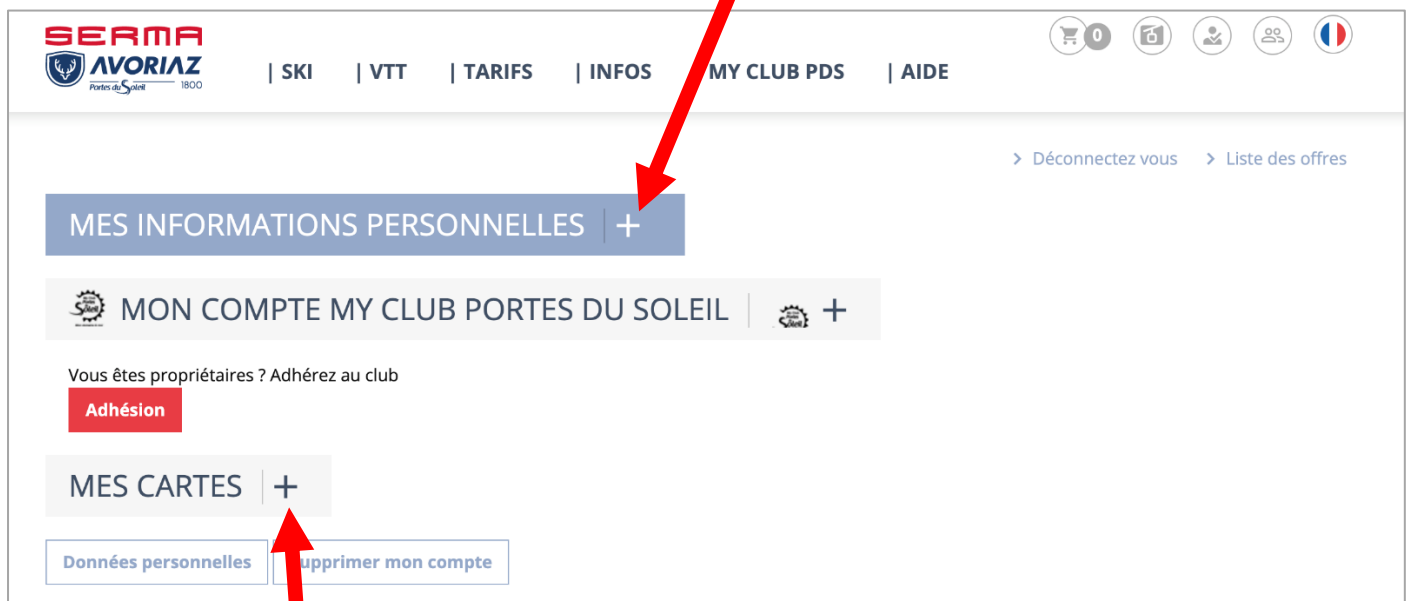 SERMA
AVORIAZ
Portes du Soleil 1800
| SKI | VTT | TARIFS | INFOS MY CLUB PDS | AIDE
0
> Déconnectez vous > Liste des offres
MES INFORMATIONS PERSONNELLES | +
MON COMPTE MY CLUB PORTES DU SOLEIL | +
Vous êtes propriétaires ? Adhérez au club
Adhésion
MES CARTES | +
Données personnelles upprimer mon compte